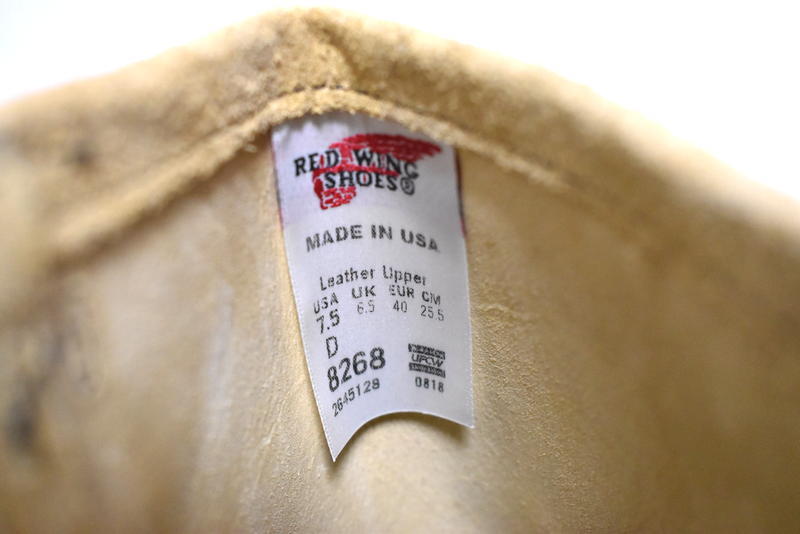 RED WING
SHOES®
MADE IN USA
Leather Upper
USA UK EUR CM
7.5 6.5 40 25.5
D
8268
UFCW
2645128 0818